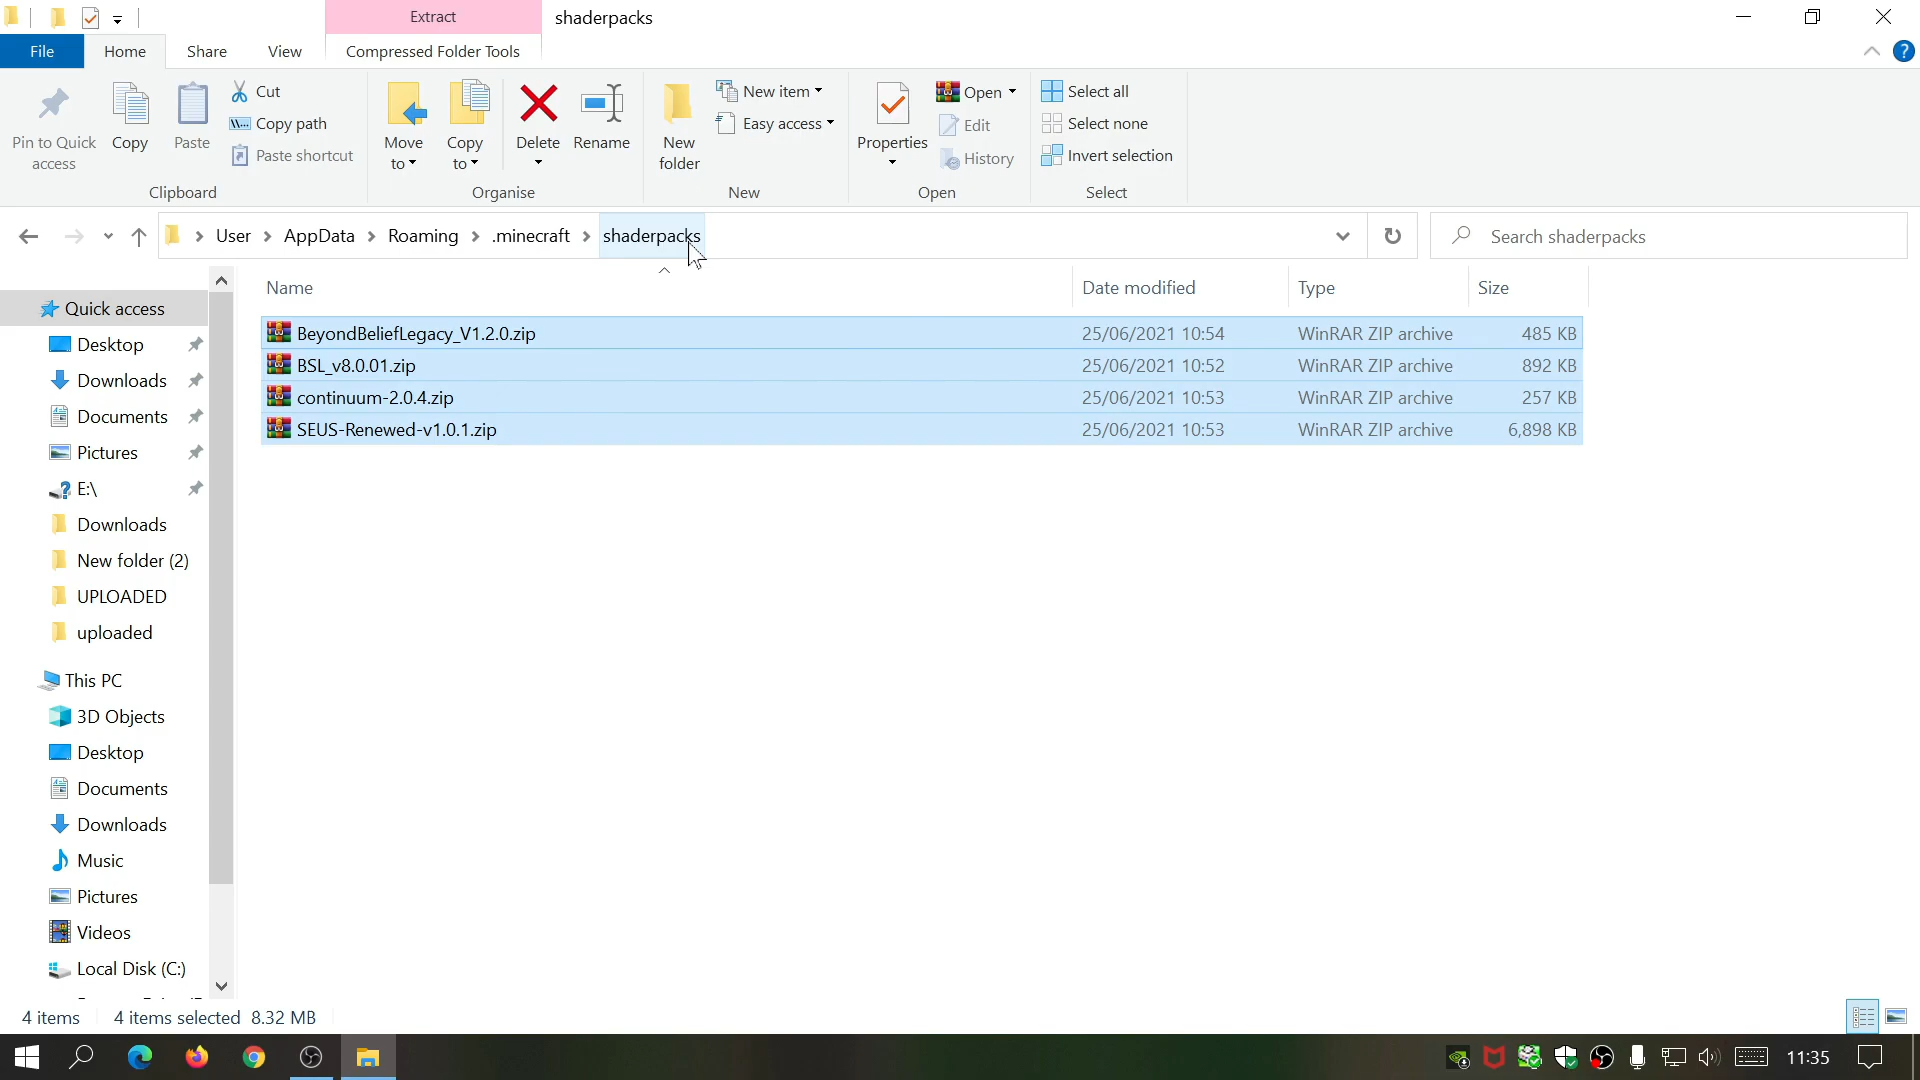 Extract
shaderpacks
File
Home
Share
View
Compressed Folder Tools
Pin to Quick
access
Copy
Paste
Cut
Copy path
Paste shortcut
Clipboard
Move
to
Copy
to
Delete
Rename
Organise
New
folder
New item
Easy access
New
Properties
Open
Edit
History
Open
Select all
Select none
Invert selection
Select
User
AppData
Roaming
.minecraft
shaderpacks
Search shaderpacks
Name
Date modified
Type
Size
BeyondBeliefLegacy_V1.2.0.zip 25/06/2021 10:54 WinRAR ZIP archive 485 KB
BSL_v8.0.01.zip 25/06/2021 10:52 WinRAR ZIP archive 892 KB
continuum-2.0.4.zip 25/06/2021 10:53 WinRAR ZIP archive 257 KB
SEUS-Renewed-v1.0.1.zip 25/06/2021 10:53 WinRAR ZIP archive 6,898 KB
Quick access
Desktop
Downloads
Documents
Pictures
E:\
Downloads
New folder (2)
UPLOADED
uploaded
This PC
3D Objects
Desktop
Documents
Downloads
Music
Pictures
Videos
Local Disk (C:)
4 items
4 items selected 8.32 MB
11:35